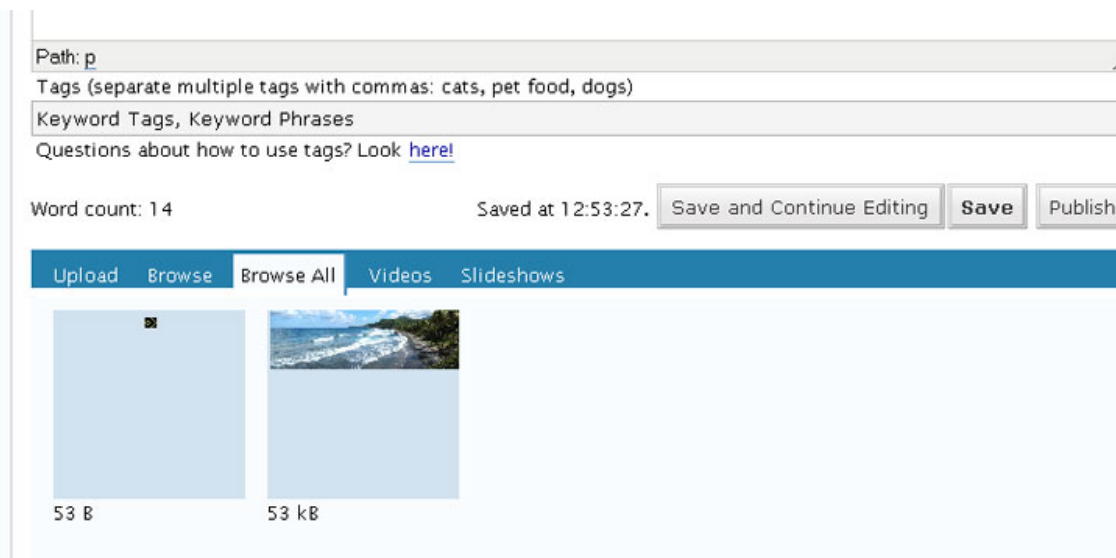 Path: p
Tags (separate multiple tags with commas: cats, pet food, dogs)
Keyword Tags, Keyword Phrases
Questions about how to use tags? Look here!
Word count: 14 Saved at 12:53:27. Save and Continue Editing Save Publish
Upload Browse Browse All Videos Slideshows
53 B 53 kB